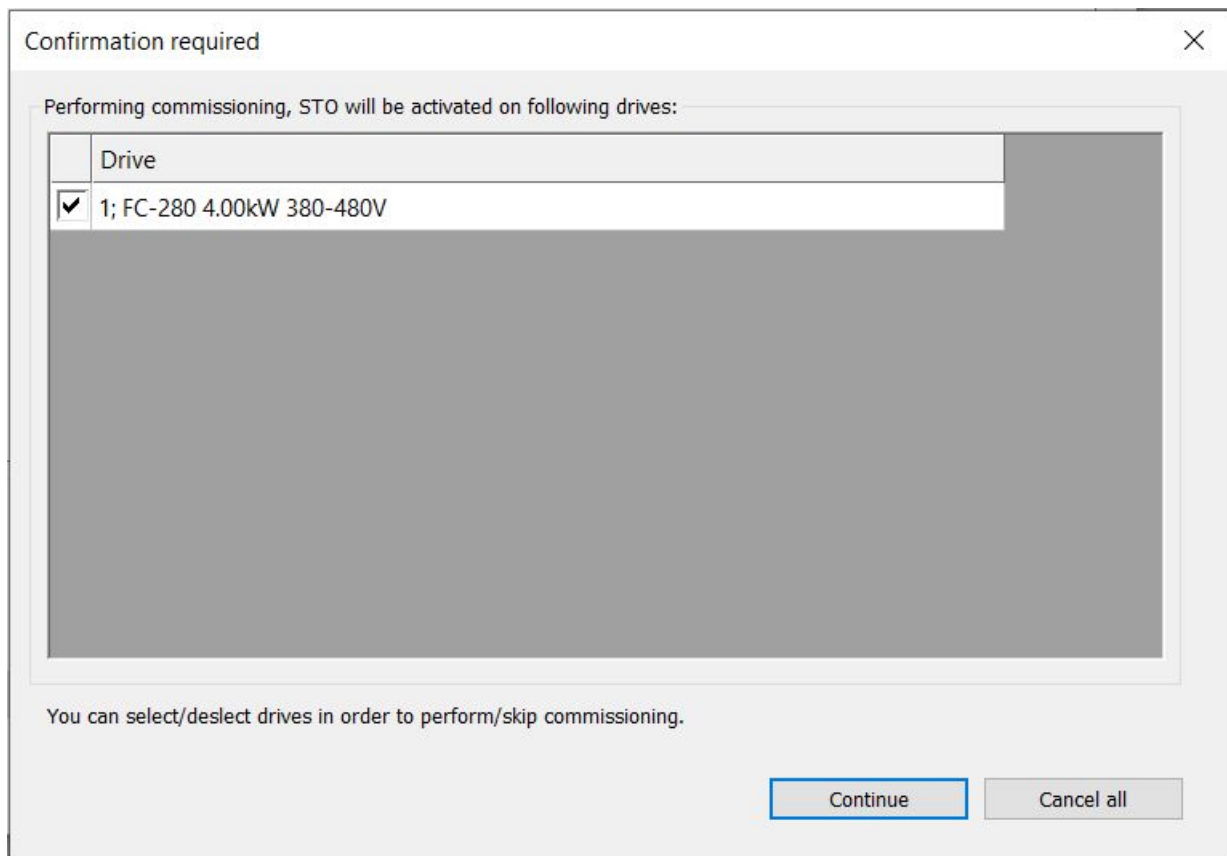 Confirmation required
Performing commissioning, STO will be activated on following drives:
Drive
1; FC-280 4.00kW 380-480V
You can select/deslect drives in order to perform/skip commissioning.
Continue
Cancel all